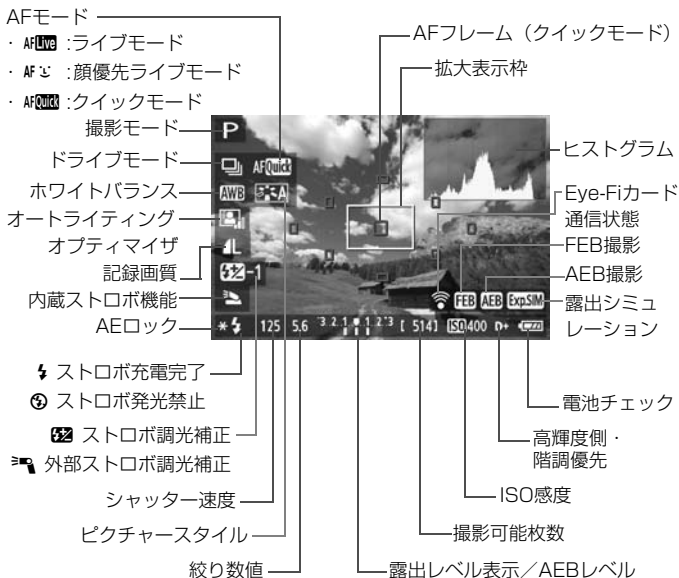 AFモード
・AF Live :ライブモード
・AF :顔優先ライブモード
・AF Quick :クイックモード
撮影モード
ドライブモード
ホワイトバランス
オートライティング
オプティマイザ
記録画質
内蔵ストロボ機能
AEロック
ストロボ充電完了
ストロボ発光禁止
ストロボ調光補正
外部ストロボ調光補正
シャッター速度
ピクチャースタイル
絞り数値
AFフレーム（クイックモード）
拡大表示枠
ヒストグラム
Eye-Fiカード
通信状態
FEB撮影
AEB撮影
露出シミュ
レーション
電池チェック
高輝度側・
階調優先
ISO感度
撮影可能枚数
露出レベル表示／AEBレベル
P
AF Quick
AWB A
L
-1
FEB AEB Exp.SIM
* 125 5.6 3 2 1 1 2 3 [ 514] ISO 400 D+